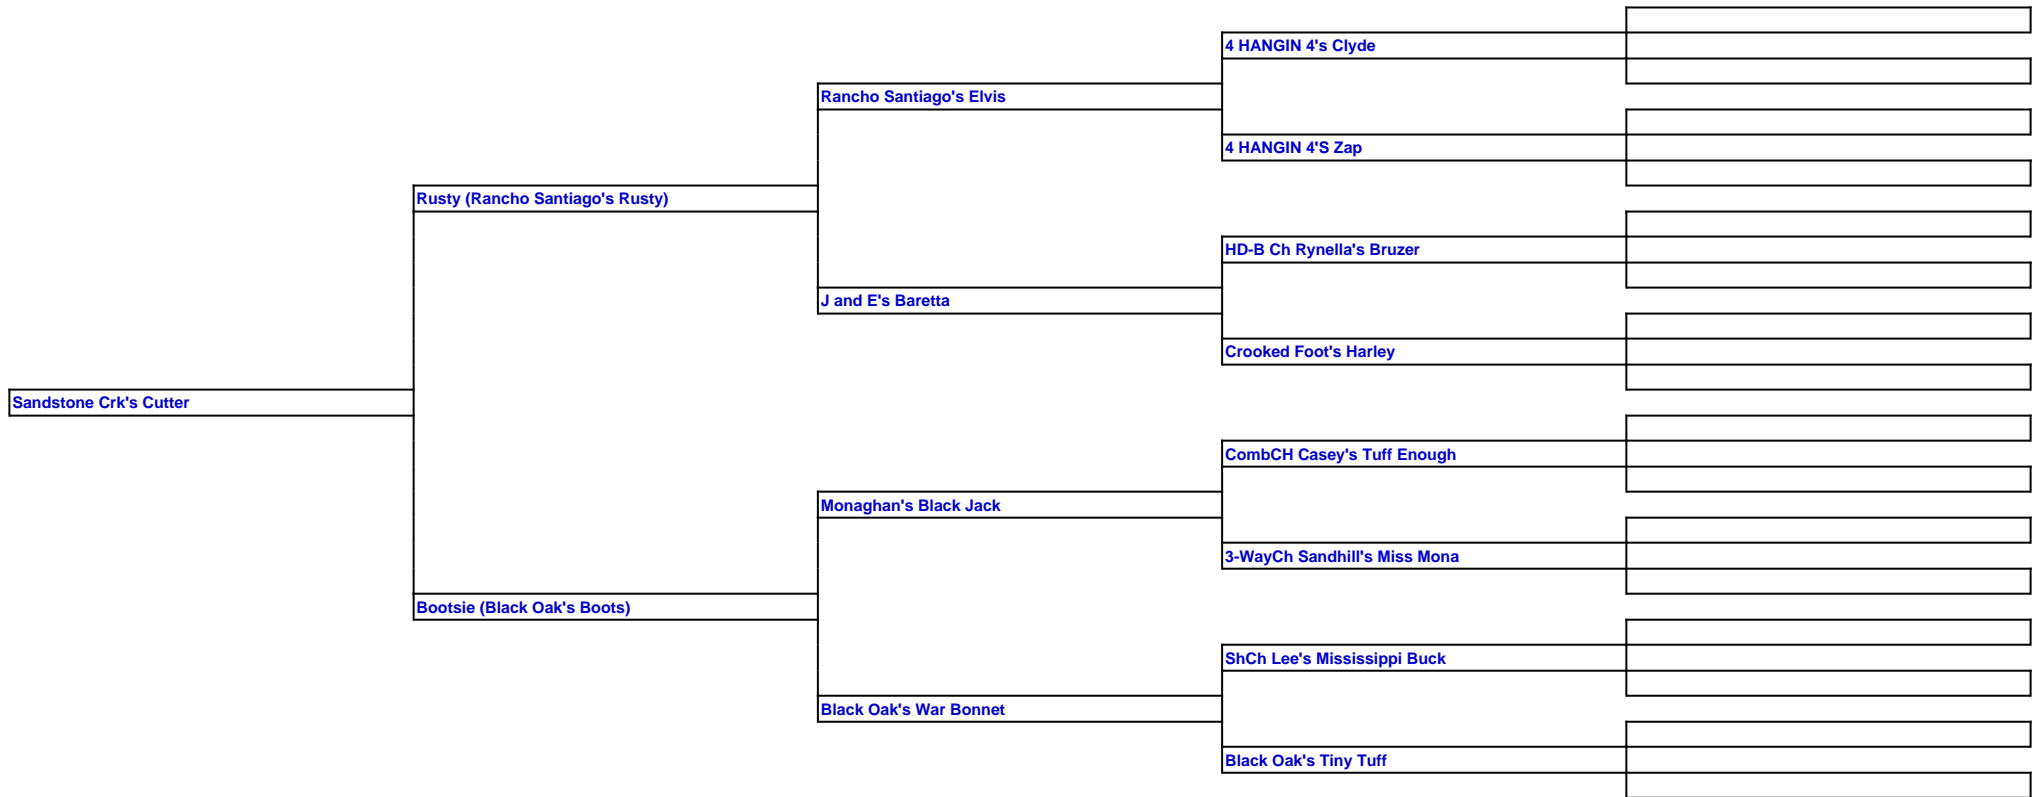 4 HANGIN 4's Clyde
Rancho Santiago's Elvis
4 HANGIN 4'S Zap
Rusty (Rancho Santiago's Rusty)
HD-B Ch Rynella's Bruzer
J and E's Baretta
Crooked Foot's Harley
Sandstone Crk's Cutter
CombCH Casey's Tuff Enough
Monaghan's Black Jack
3-WayCh Sandhill's Miss Mona
Bootsie (Black Oak's Boots)
ShCh Lee's Mississippi Buck
Black Oak's War Bonnet
Black Oak's Tiny Tuff